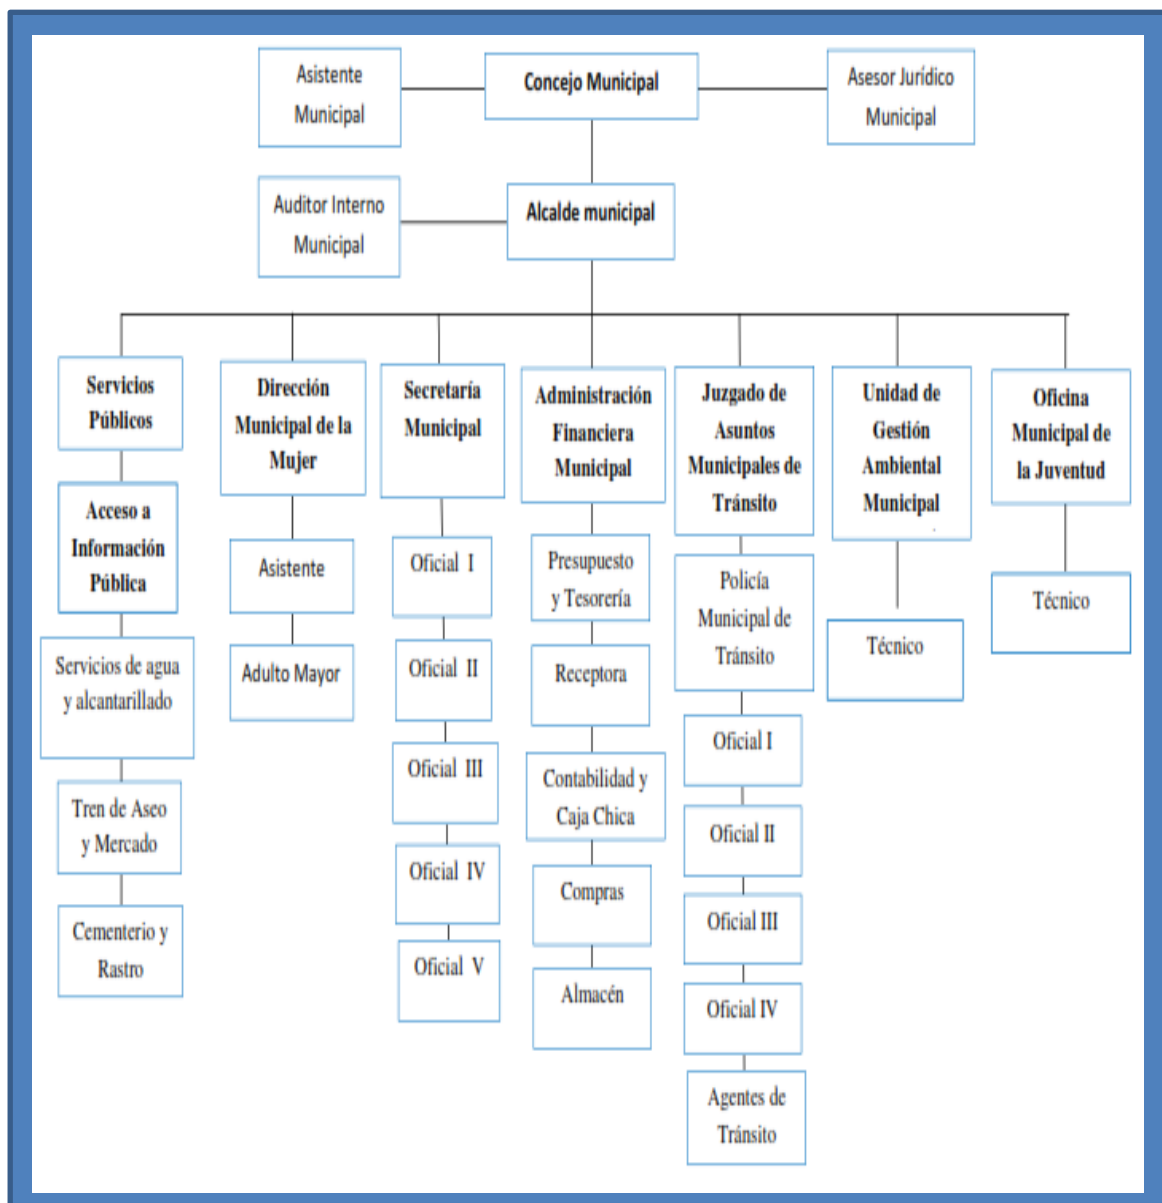 Asistente
Municipal
Concejo Municipal
Asesor Jurídico
Municipal
Auditor Interno
Municipal
Alcalde municipal
Servicios
Públicos
Acceso a
Información
Pública
Servicios de agua
y alcantarillado
Tren de Aseo
y Mercado
Cementerio y
Rastro
Dirección
Municipal de la
Mujer
Asistente
Adulto Mayor
Secretaría
Municipal
Oficial I
Oficial II
Oficial III
Oficial IV
Oficial V
Administración
Financiera
Municipal
Presupuesto
y Tesorería
Receptora
Contabilidad y
Caja Chica
Compras
Almacén
Juzgado de
Asuntos
Municipales de
Tránsito
Policía
Municipal de
Tránsito
Oficial I
Oficial II
Oficial III
Oficial IV
Agentes de
Tránsito
Unidad de
Gestión
Ambiental
Municipal
Técnico
Oficina
Municipal de
la Juventud
Técnico